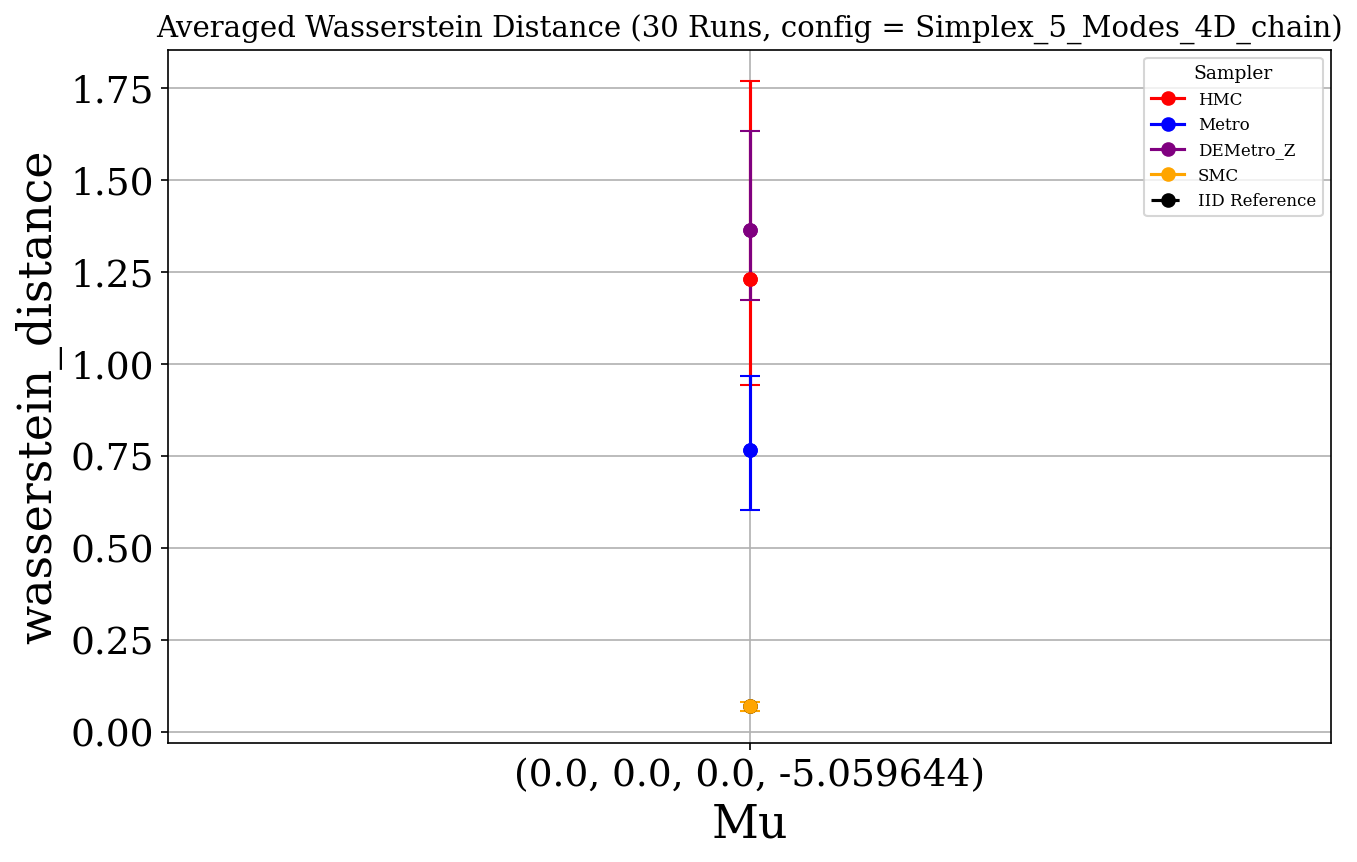 Averaged Wasserstein Distance (30 Runs, config = Simplex_5_Modes_4D_chain)
wasserstein_distance
1.75
1.50
1.25
1.00
0.75
0.50
0.25
0.00
Sampler
HMC
Metro
DEMetro_Z
SMC
IID Reference
(0.0, 0.0, 0.0, -5.059644)
Mu